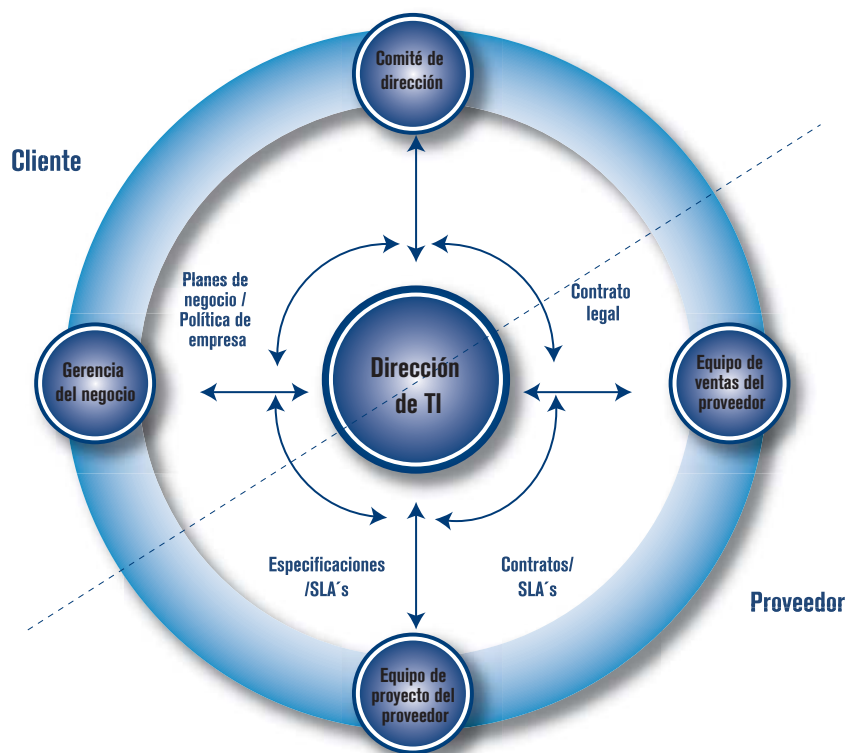 Comité de
dirección
Cliente
Planes de
negocio /
Política de
empresa
Contrato
legal
Gerencia
del negocio
Dirección
de TI
Equipo de
ventas del
proveedor
Especificaciones
/SLA´s
Contratos/
SLA´s
Proveedor
Equipo de
proyecto del
proveedor